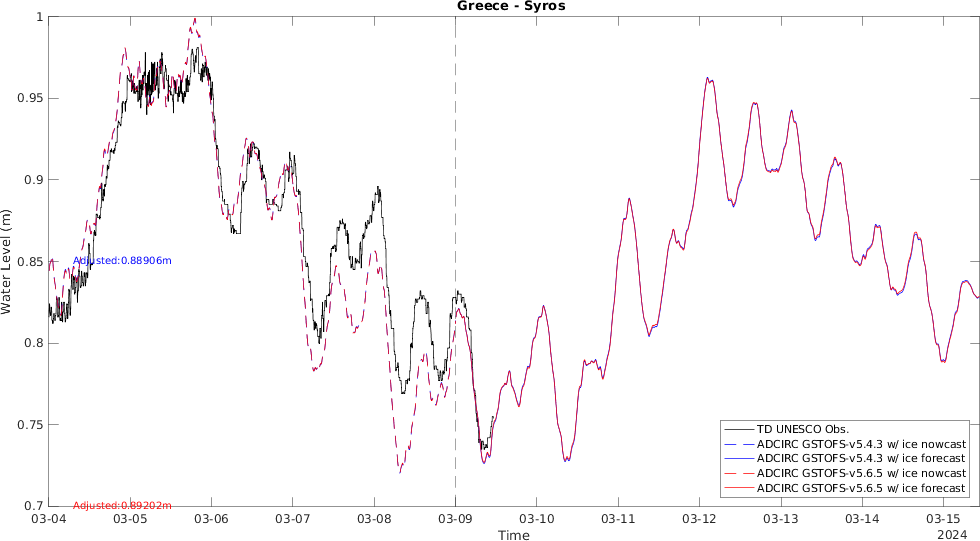 Greece - Syros
1
0.95
0.9
0.85
0.8
0.75
0.7
Water Level (m)
Adjusted:0.88906m
Adjusted:0.89202m
TD UNESCO Obs.
ADCIRC GSTOFS-v5.4.3 w/ ice nowcast
ADCIRC GSTOFS-v5.4.3 w/ ice forecast
ADCIRC GSTOFS-v5.6.5 w/ ice nowcast
ADCIRC GSTOFS-v5.6.5 w/ ice forecast
03-04 03-05 03-06 03-07 03-08 03-09 03-10 03-11 03-12 03-13 03-14 03-15
Time
2024